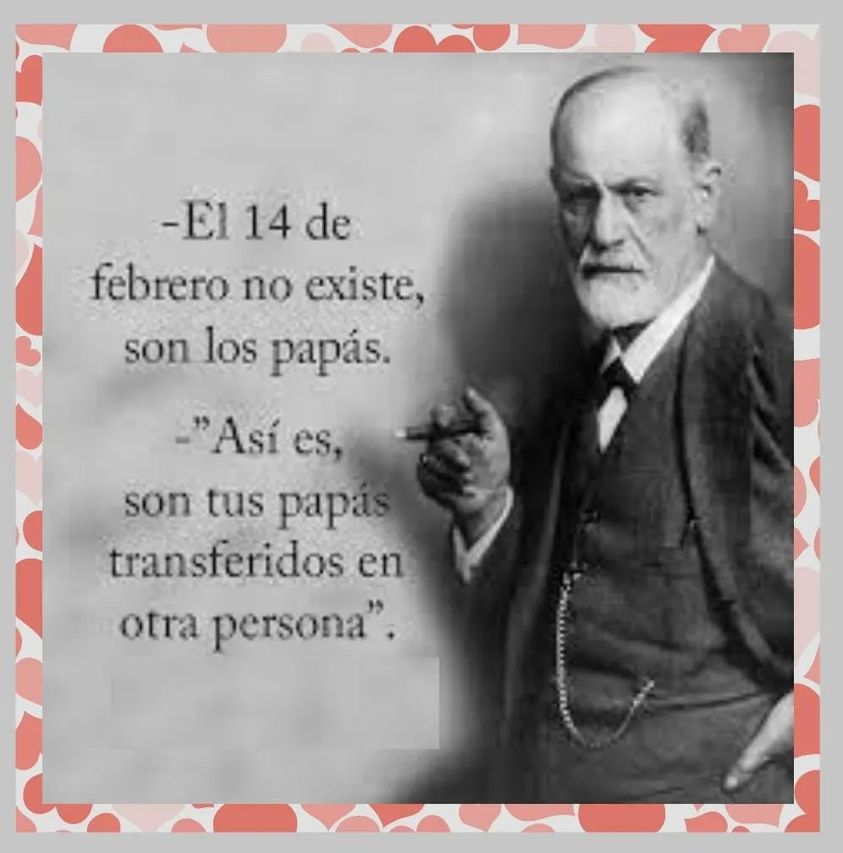 -El 14 de
febrero no existe,
son los papás.
-”Así es,
son tus papás
transferidos en
otra persona”.